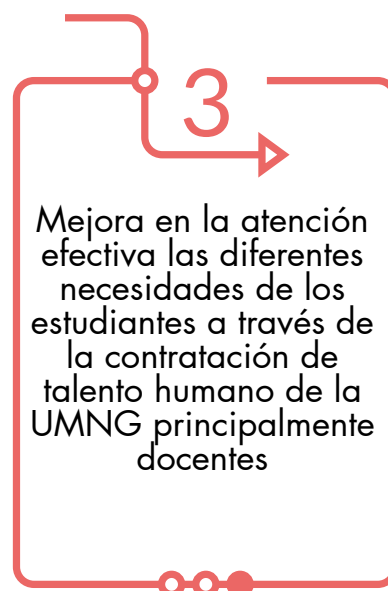 3
Mejora en la atención
efectiva las diferentes
necesidades de los
estudiantes a través de
la contratación de
talento humano de la
UMNG principalmente
docentes